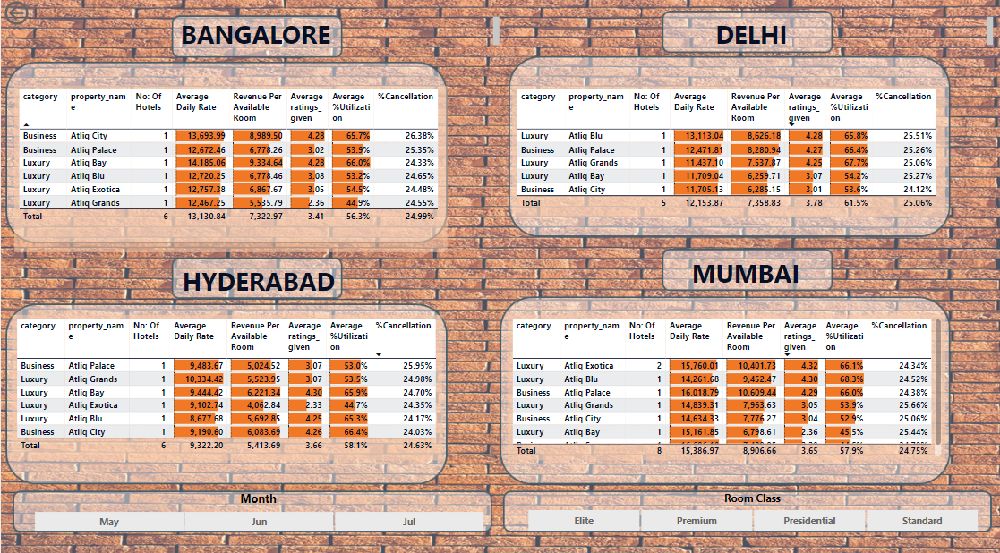 BANGALORE
category property_name No: Of Hotels Average Daily Rate Revenue Per Available Room Average ratings_given Average %Utilization %Cancellation
Business Atliq City 1 13,693.99 8,989.50 4.28 65.7% 26.38%
Business Atliq Palace 1 12,672.46 6,778.26 3.02 53.9% 25.35%
Luxury Atliq Bay 1 14,185.06 9,334.64 4.28 66.0% 24.33%
Luxury Atliq Blu 1 12,720.25 6,778.46 3.08 53.2% 24.65%
Luxury Atliq Exotica 1 12,757.38 6,867.67 3.05 54.5% 24.48%
Luxury Atliq Grands 1 12,467.25 5,535.79 2.36 44.9% 24.55%
Total 6 13,130.84 7,322.97 3.41 56.3% 24.99%
DELHI
category property_name No: Of Hotels Average Daily Rate Revenue Per Available Room Average ratings_given Average %Utilization %Cancellation
Luxury Atliq Blu 1 13,113.04 8,626.18 4.28 65.8% 25.51%
Business Atliq Palace 1 12,471.81 8,280.94 4.27 66.4% 25.26%
Luxury Atliq Grands 1 11,437.10 7,537.87 4.25 67.7% 25.06%
Luxury Atliq Bay 1 11,709.04 6,259.71 3.07 54.2% 25.27%
Business Atliq City 1 11,705.13 6,285.15 3.01 53.6% 24.12%
Total 5 12,153.87 7,358.83 3.78 61.5% 25.06%
HYDERABAD
category property_name No: Of Hotels Average Daily Rate Revenue Per Available Room Average ratings_given Average %Utilization %Cancellation
Business Atliq Palace 1 9,483.67 5,024.52 3.07 53.0% 25.95%
Luxury Atliq Grands 1 10,334.42 5,523.95 3.07 53.5% 24.98%
Luxury Atliq Bay 1 9,444.42 6,221.34 4.30 65.9% 24.70%
Luxury Atliq Exotica 1 9,102.74 4,062.84 2.33 44.7% 24.35%
Luxury Atliq Blu 1 8,677.68 5,692.85 4.25 65.3% 24.17%
Business Atliq City 1 9,190.60 6,083.69 4.26 66.4% 24.03%
Total 6 9,322.20 5,413.69 3.66 58.1% 24.63%
MUMBAI
category property_name No: Of Hotels Average Daily Rate Revenue Per Available Room Average ratings_given Average %Utilization %Cancellation
Luxury Atliq Exotica 2 15,760.01 10,401.73 4.32 66.1% 24.34%
Luxury Atliq Blu 1 14,261.68 9,452.47 4.30 68.3% 24.52%
Business Atliq Palace 1 16,018.79 10,609.44 4.29 66.0% 24.38%
Luxury Atliq Grands 1 14,839.31 7,963.63 3.05 53.9% 25.66%
Business Atliq City 1 14,634.33 7,776.27 3.04 52.9% 25.06%
Luxury Atliq Bay 1 15,161.85 6,798.61 2.36 45.5% 25.44%
Total 8 15,386.97 8,906.66 3.65 57.9% 24.75%
Month
May Jun Jul
Room Class
Elite Premium Presidential Standard